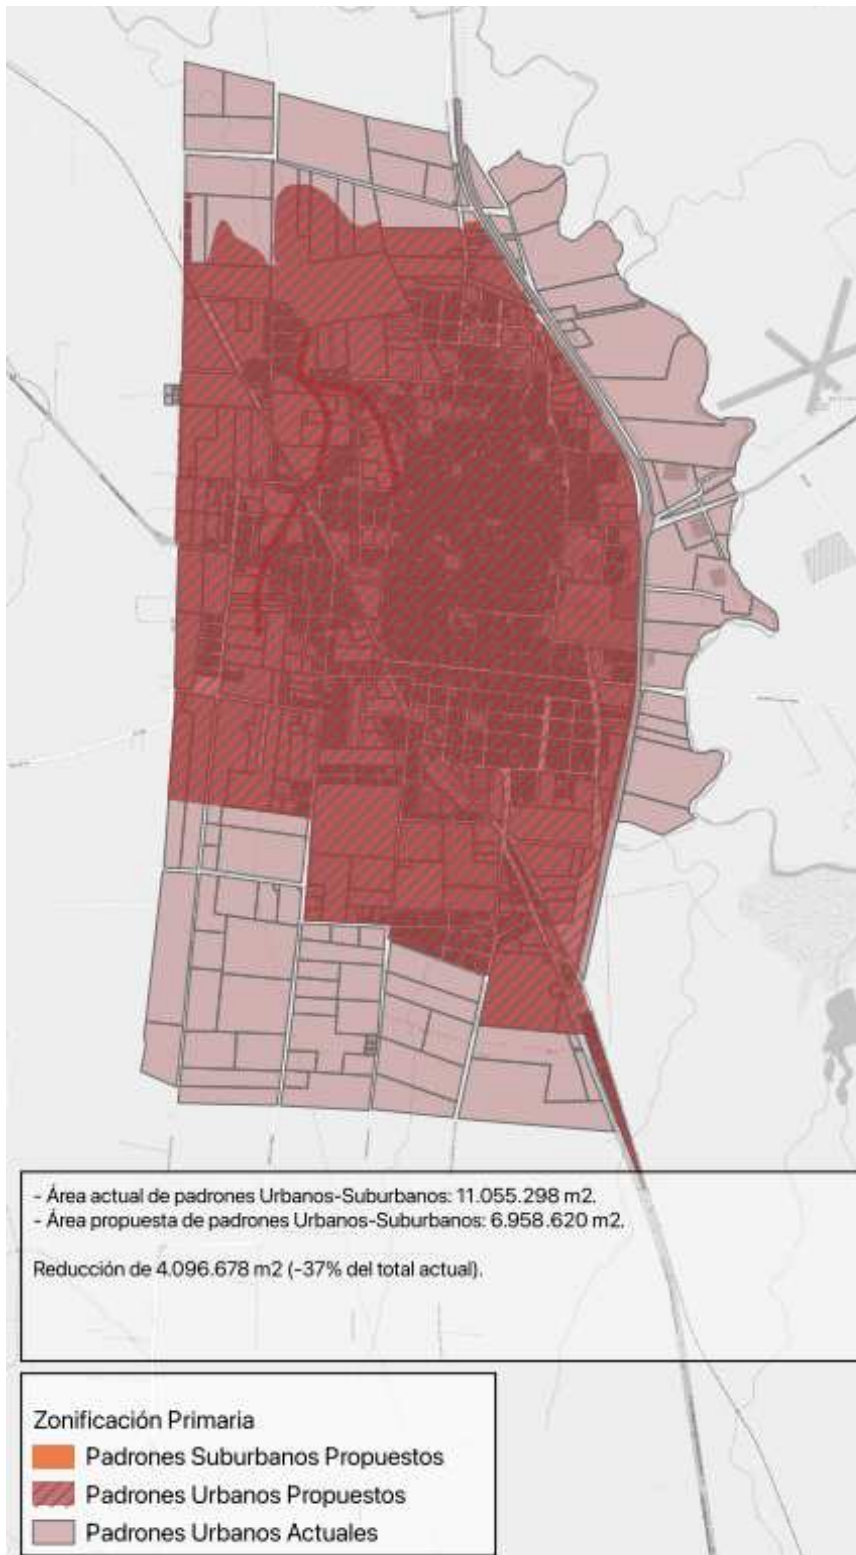 - Área actual de padrones Urbanos-Suburbanos: 11.055.298 m2.
- Área propuesta de padrones Urbanos-Suburbanos: 6.958.620 m2.
Reducción de 4.096.678 m2 (-37% del total actual).
Zonificación Primaria
Padrones Suburbanos Propuestos
Padrones Urbanos Propuestos
Padrones Urbanos Actuales